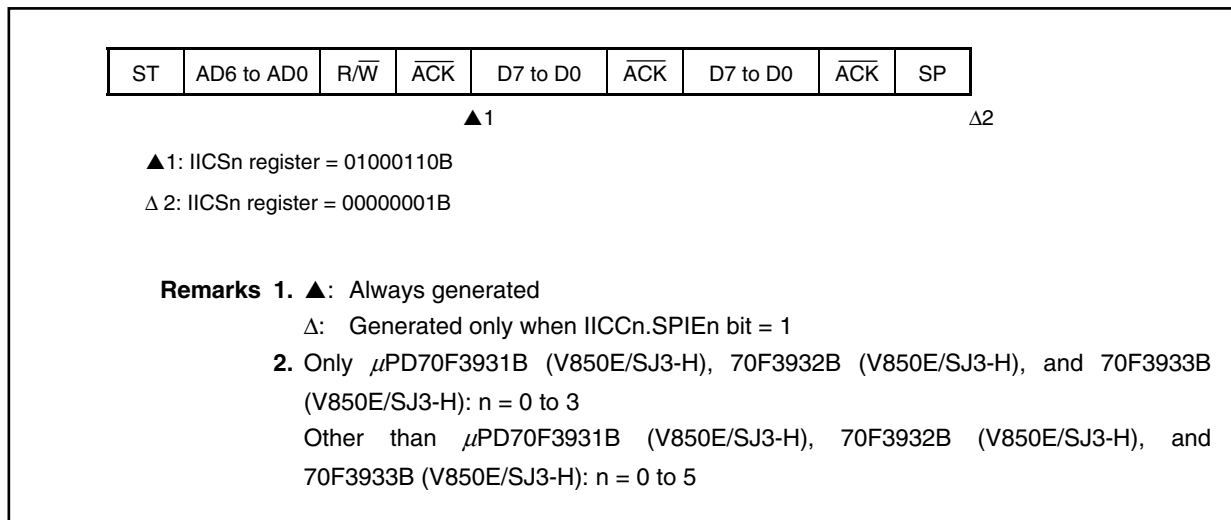 ST AD6 to AD0 R/W̅ A̅C̅K̅ D7 to D0 A̅C̅K̅ D7 to D0 A̅C̅K̅ SP
▲1 Δ2
▲1: IICSn register = 01000110B
Δ 2: IICSn register = 00000001B
Remarks 1. ▲: Always generated
Δ: Generated only when IICCn.SPIEn bit = 1
2. Only μPD70F3931B (V850E/SJ3-H), 70F3932B (V850E/SJ3-H), and 70F3933B
(V850E/SJ3-H): n = 0 to 3
Other than μPD70F3931B (V850E/SJ3-H), 70F3932B (V850E/SJ3-H), and
70F3933B (V850E/SJ3-H): n = 0 to 5